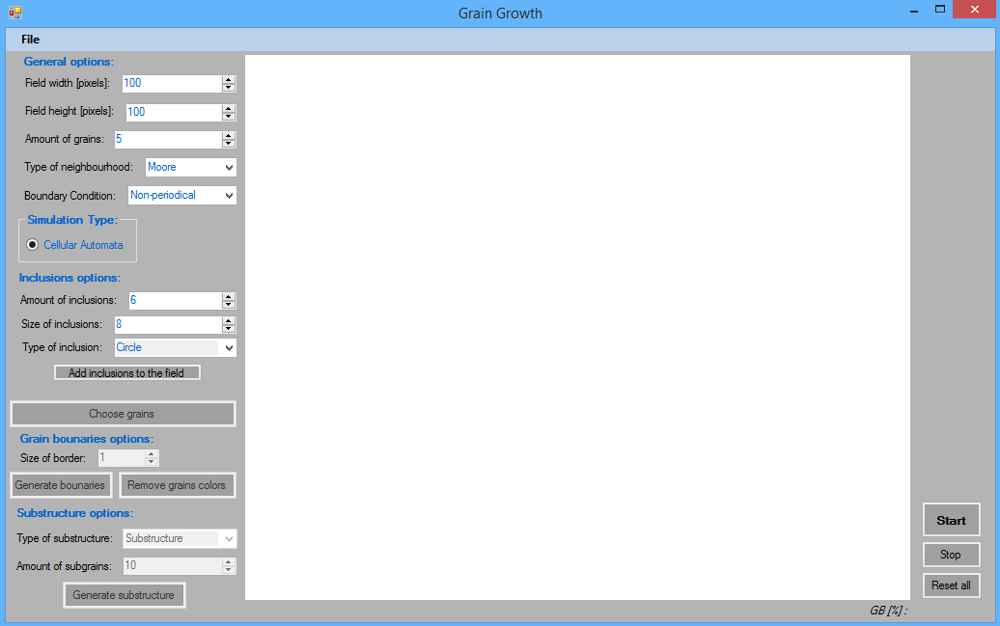 Grain Growth
File
General options:
Field width [pixels]: 100
Field height [pixels]: 100
Amount of grains: 5
Type of neighbourhood: Moore
Boundary Condition: Non-periodical
Simulation Type:
Cellular Automata
Inclusions options:
Amount of inclusions: 6
Size of inclusions: 8
Type of inclusion: Circle
Add inclusions to the field
Choose grains
Grain bounaries options:
Size of border: 1
Generate bounaries Remove grains colors
Substructure options:
Type of substructure: Substructure
Amount of subgrains: 10
Generate substructure
Start
Stop
Reset all
GB [%] :